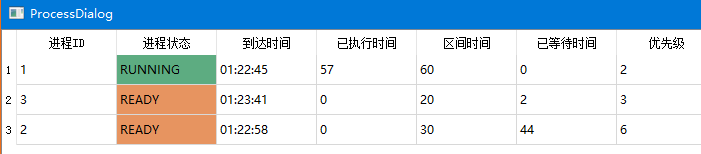 ProcessDialog
进程ID 进程状态 到达时间 已执行时间 区间时间 已等待时间 优先级
1 1 RUNNING 01:22:45 57 60 0 2
2 3 READY 01:23:41 0 20 2 3
3 2 READY 01:22:58 0 30 44 6